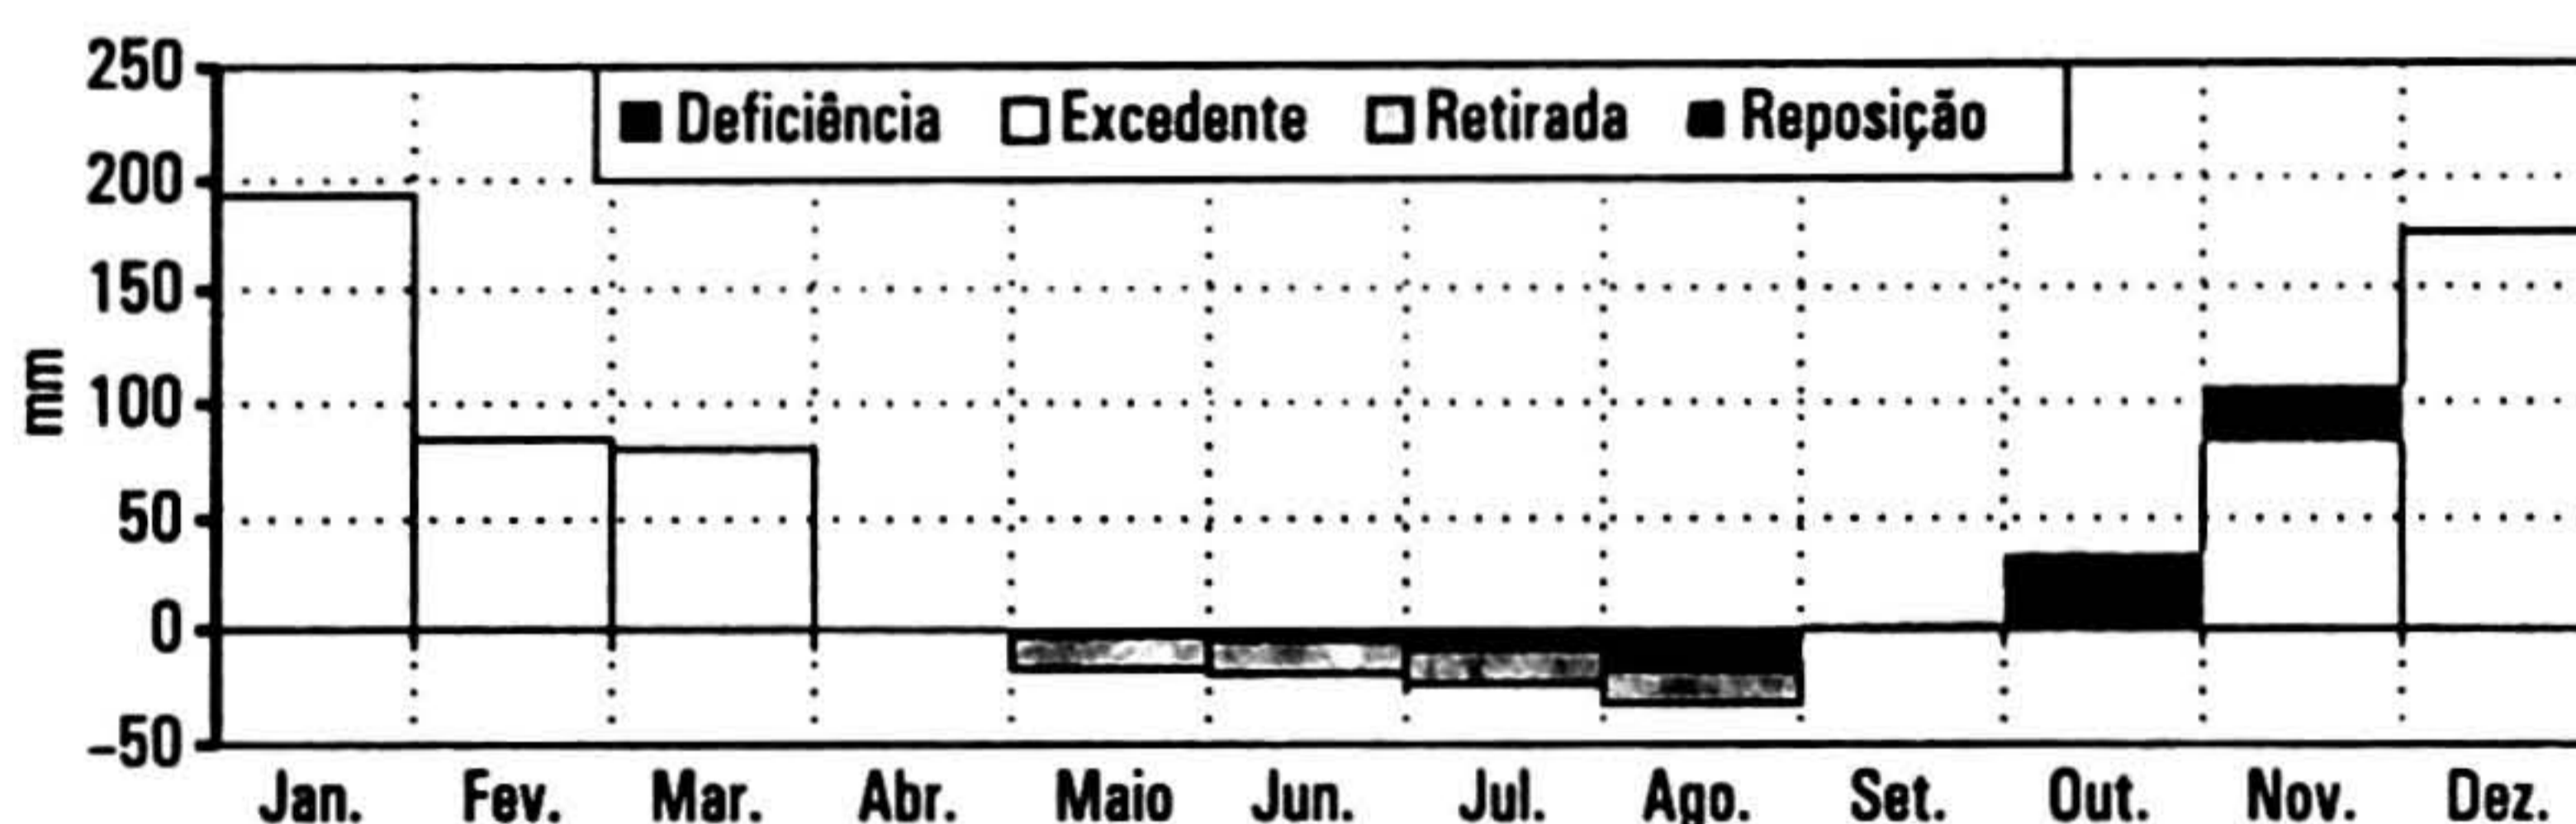 250
Deficiência Excedente Retirada Reposição
200
150
mm
100
50
0
-50
Jan. Fev. Mar. Abr. Maio Jun. Jul. Ago. Set. Out. Nov. Dez.